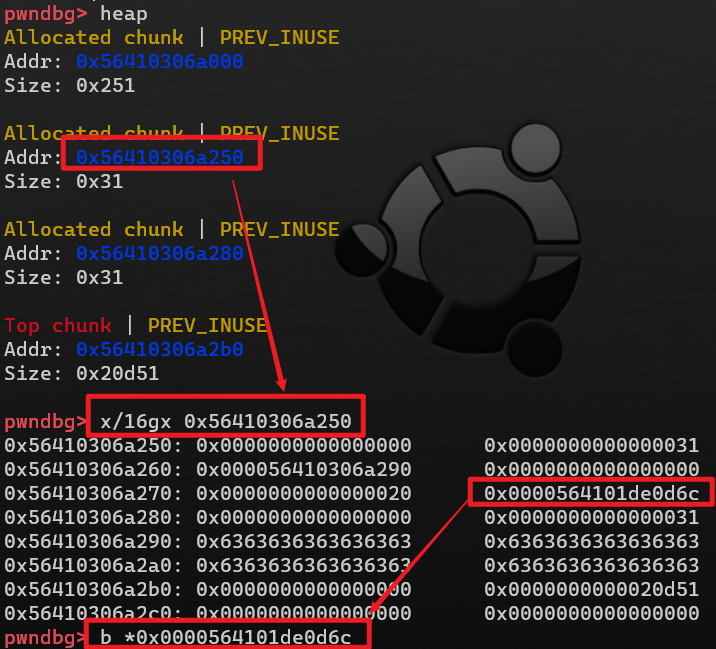 pwndbg> heap
Allocated chunk | PREV_INUSE
Addr: 0x56410306a000
Size: 0x251
Allocated chunk | PREV_INUSE
Addr: 0x56410306a250
Size: 0x31
Allocated chunk | PREV_INUSE
Addr: 0x56410306a280
Size: 0x31
Top chunk | PREV_INUSE
Addr: 0x56410306a2b0
Size: 0x20d51
pwndbg> x/16gx 0x56410306a250
0x56410306a250: 0x0000000000000000 0x0000000000000031
0x56410306a260: 0x000056410306a290 0x0000000000000000
0x56410306a270: 0x0000000000000020 0x0000564101de0d6c
0x56410306a280: 0x0000000000000000 0x0000000000000031
0x56410306a290: 0x6363636363636363 0x6363636363636363
0x56410306a2a0: 0x6363636363636363 0x6363636363636363
0x56410306a2b0: 0x0000000000000000 0x0000000000020d51
0x56410306a2c0: 0x0000000000000000 0x0000000000000000
pwndbg> b *0x0000564101de0d6c